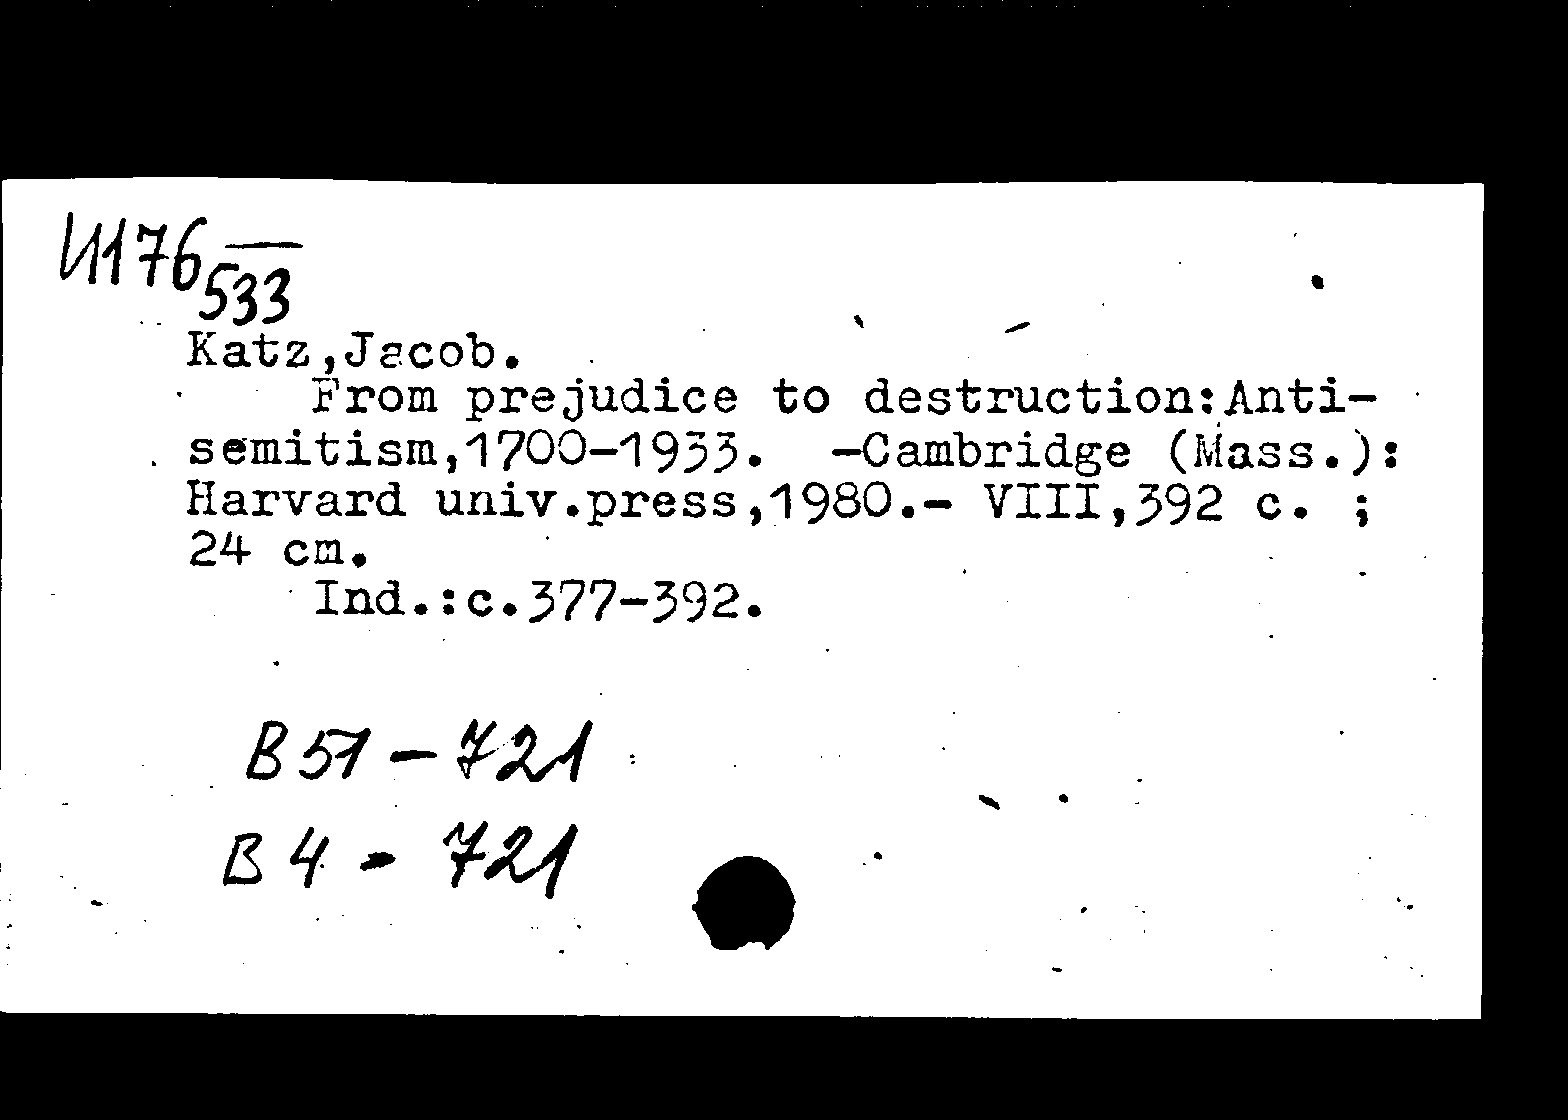 И176
533
Katz,Jacob.
From prejudice to destruction:Anti-
semitism,1700-1933. -Cambridge (Mass.):
Harvard univ.press,1980.- VIII,392 c. ;
24 cm.
Ind.:c.377-392.
B 51 - 721
B 4 - 721